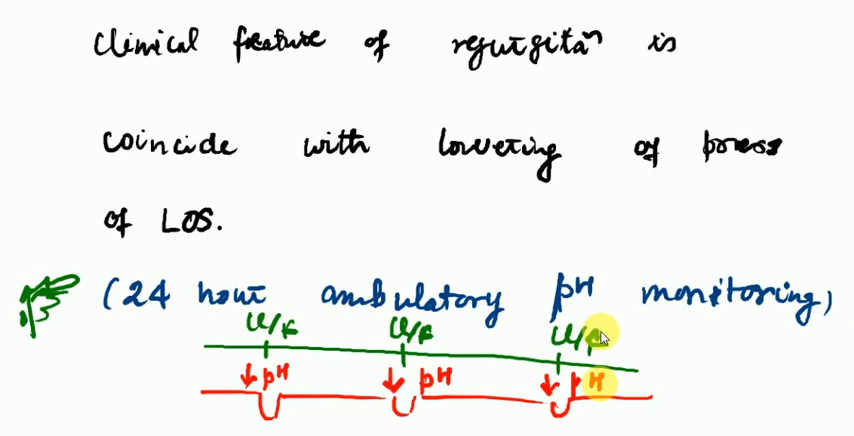 Clinical feature of regurgitaⁿ is
coincide with lowering of press
of LOS.
(24 hour ambulatory pH monitoring)
U/F U/F U/F
↓ pH ↓ pH ↓ pH